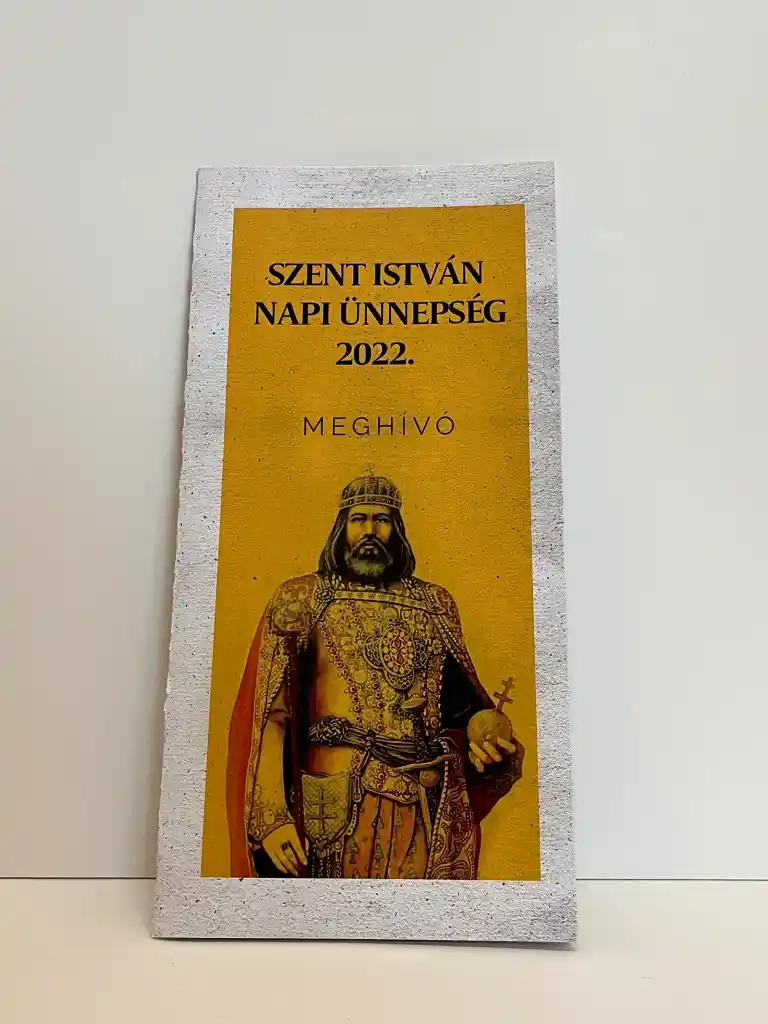 SZENT ISTVÁN
NAPI ÜNNEPSÉG
2022.
MEGHÍVÓ